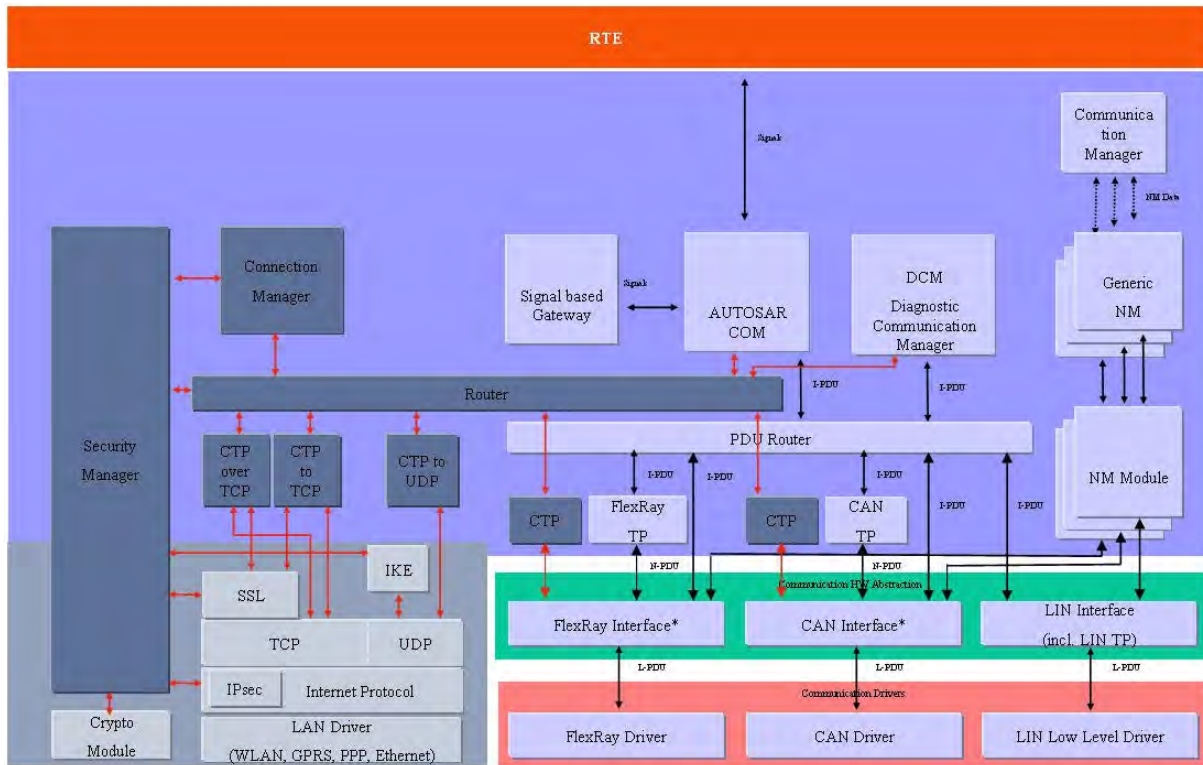 RTE
Communica
tion
Manager
Signals
NM Data
Connection
Manager
Signal based
Gateway
Signals
AUTOSAR
COM
DCM
Diagnostic
Communication
Manager
Generic
NM
I-PDU
I-PDU
Router
Security
Manager
CTP
over
TCP
CTP
to
TCP
CTP to
UDP
PDU Router
I-PDU
I-PDU
I-PDU
I-PDU
I-PDU
NM Module
CTP
FlexRay
TP
CTP
CAN
TP
N-PDU
N-PDU
Communication HW Abstraction
IKE
SSL
TCP
UDP
FlexRay Interface*
CAN Interface*
LIN Interface
(incl. LIN TP)
L-PDU
L-PDU
L-PDU
IPsec
Internet Protocol
Communication Drivers
Crypto
Module
LAN Driver
(WLAN, GPRS, PPP, Ethernet)
FlexRay Driver
CAN Driver
LIN Low Level Driver